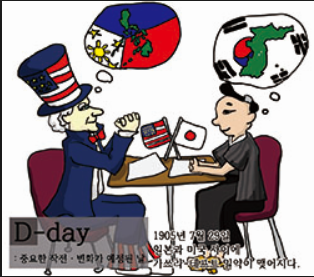 D-day
: 중요한 작전·변화가 예정된 날
1905년 7월 29일
일본과 미국 사이에
가쓰라-태프트 밀약이 맺어지다.